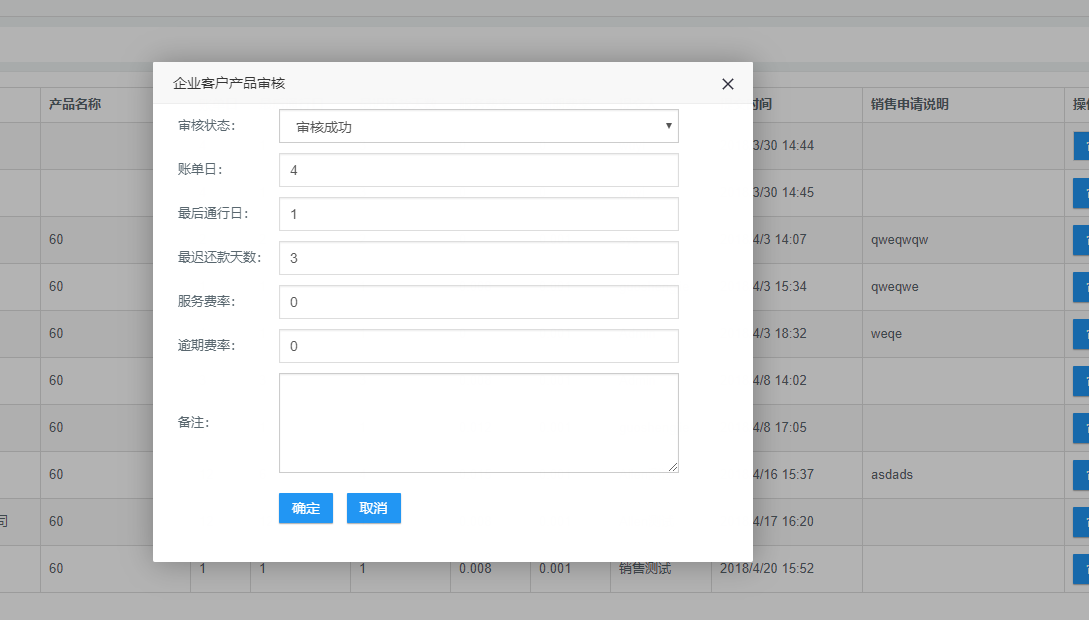 企业客户产品审核
产品名称 时间 销售申请说明
审核状态: 审核成功
3/30 14:44
账单日: 4
3/30 14:45
最后通行日: 1
60 4/3 14:07 qweqwqw
最迟还款天数: 3
60 4/3 15:34 qweqwe
服务费率: 0
60 4/3 18:32 weqe
逾期费率: 0
60 4/8 14:02
备注:
60 4/8 17:05
60 4/16 15:37 asdads
确定 取消
司 60 4/17 16:20
60 1 1 1 0.008 0.001 销售测试 2018/4/20 15:52